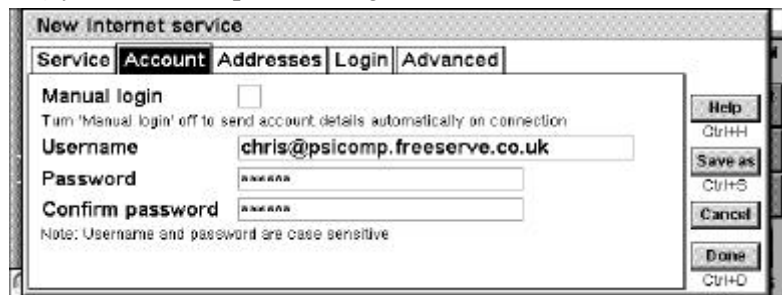 New Internet service
Service Account Addresses Login Advanced
Manual login
Turn 'Manual login' off to send account details automatically on connection
Username chris@psicomp.freeserve.co.uk
Password ******
Confirm password ******
Note: Username and password are case sensitive
Help
Ctrl+H
Save as
Ctrl+S
Cancel
Done
Ctrl+D